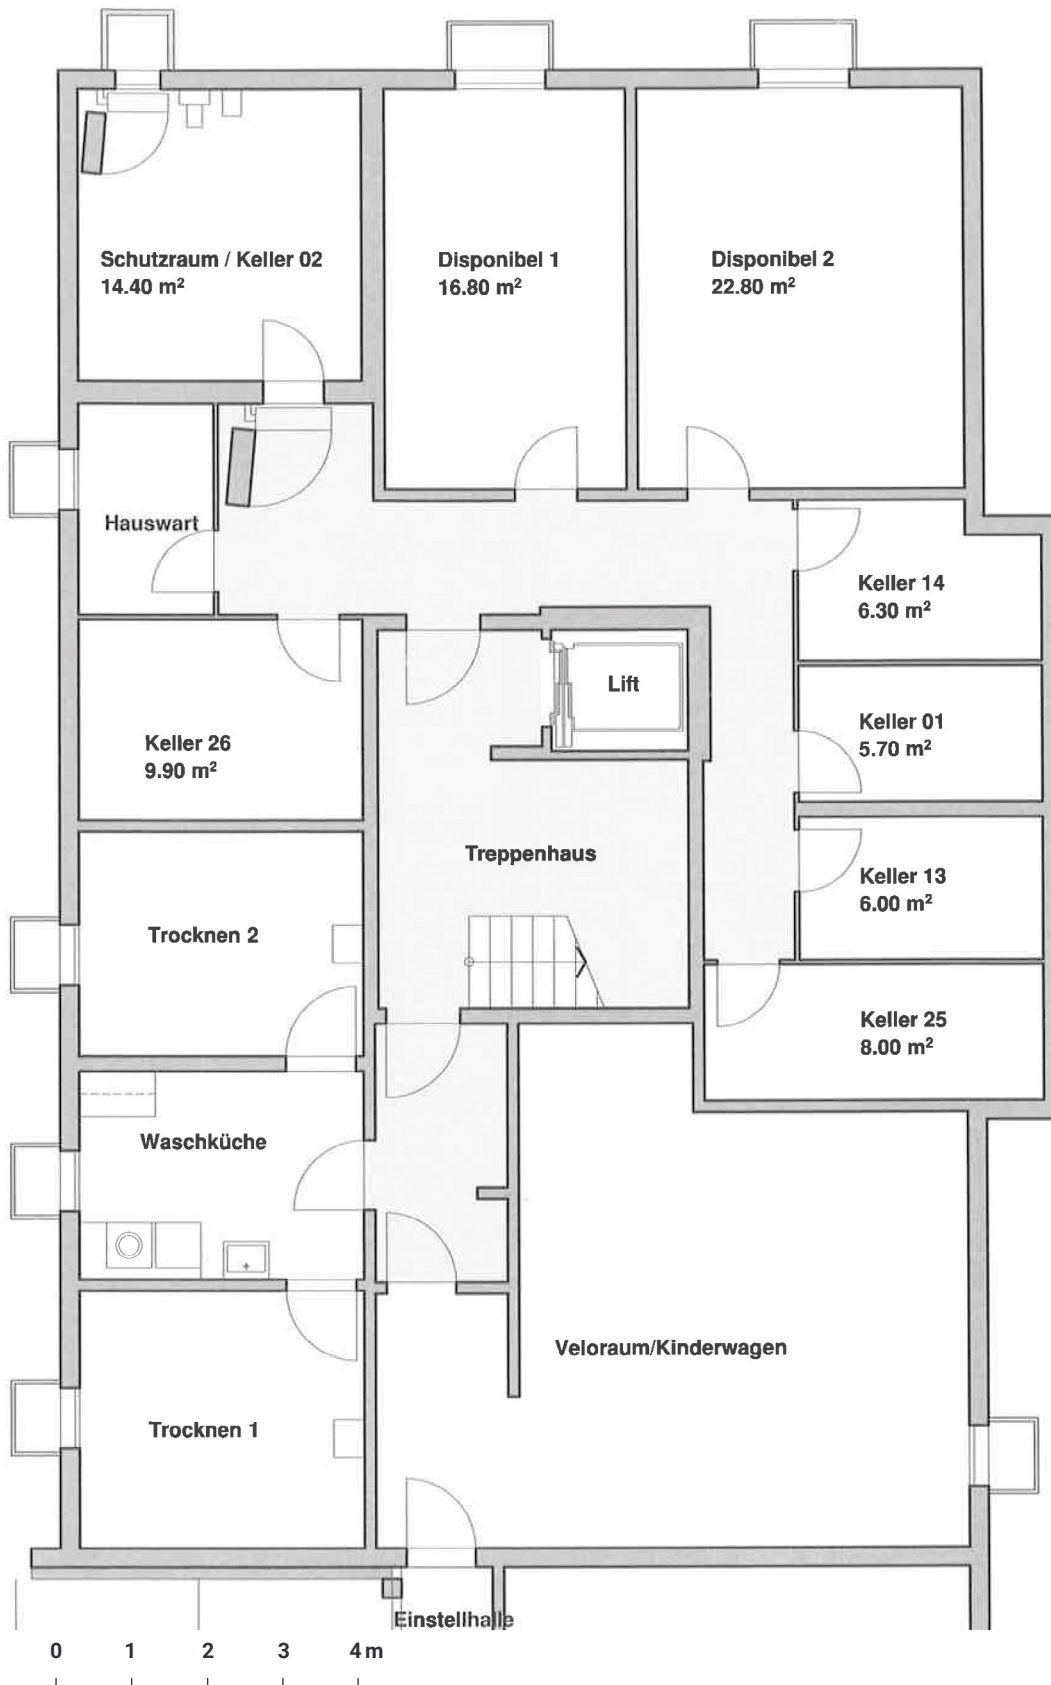 Schutzraum / Keller 02
14.40 m²
Disponibel 1
16.80 m²
Disponibel 2
22.80 m²
Hauswart
Keller 14
6.30 m²
Lift
Keller 01
5.70 m²
Keller 26
9.90 m²
Treppenhaus
Keller 13
6.00 m²
Trocknen 2
Keller 25
8.00 m²
Waschküche
Veloraum/Kinderwagen
Trocknen 1
Einstellhalle
0 1 2 3 4 m